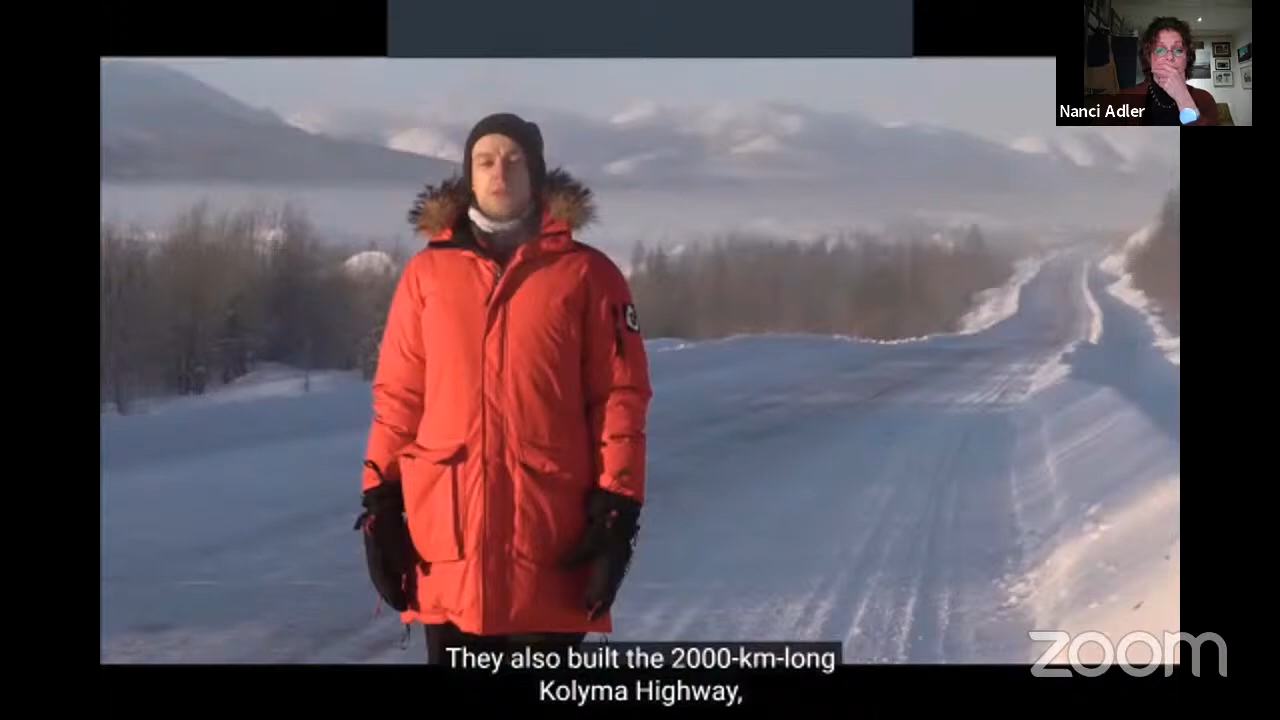 Nanci Adler
They also built the 2000-km-long
Kolyma Highway,
zoom